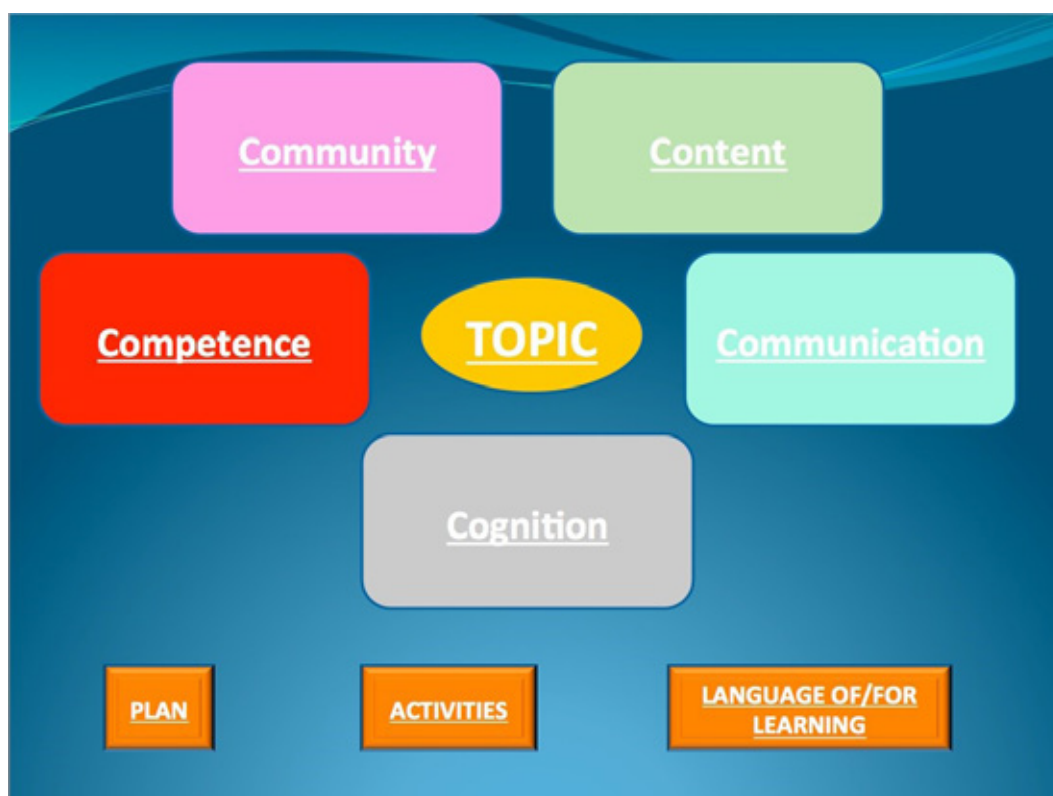 Community
Content
Competence
TOPIC
Communication
Cognition
PLAN
ACTIVITIES
LANGUAGE OF/FOR
LEARNING